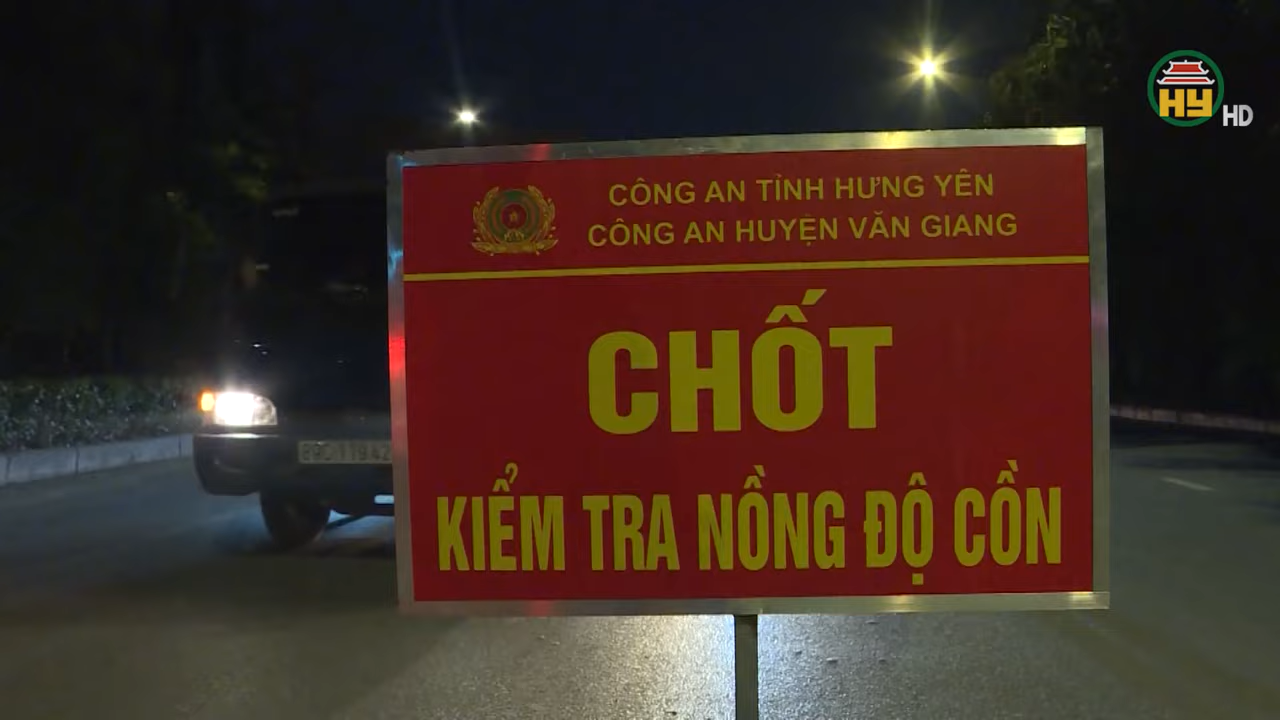 HY HD
CÔNG AN TỈNH HƯNG YÊN
CÔNG AN HUYỆN VĂN GIANG
CHỐT
KIỂM TRA NỒNG ĐỘ CỒN